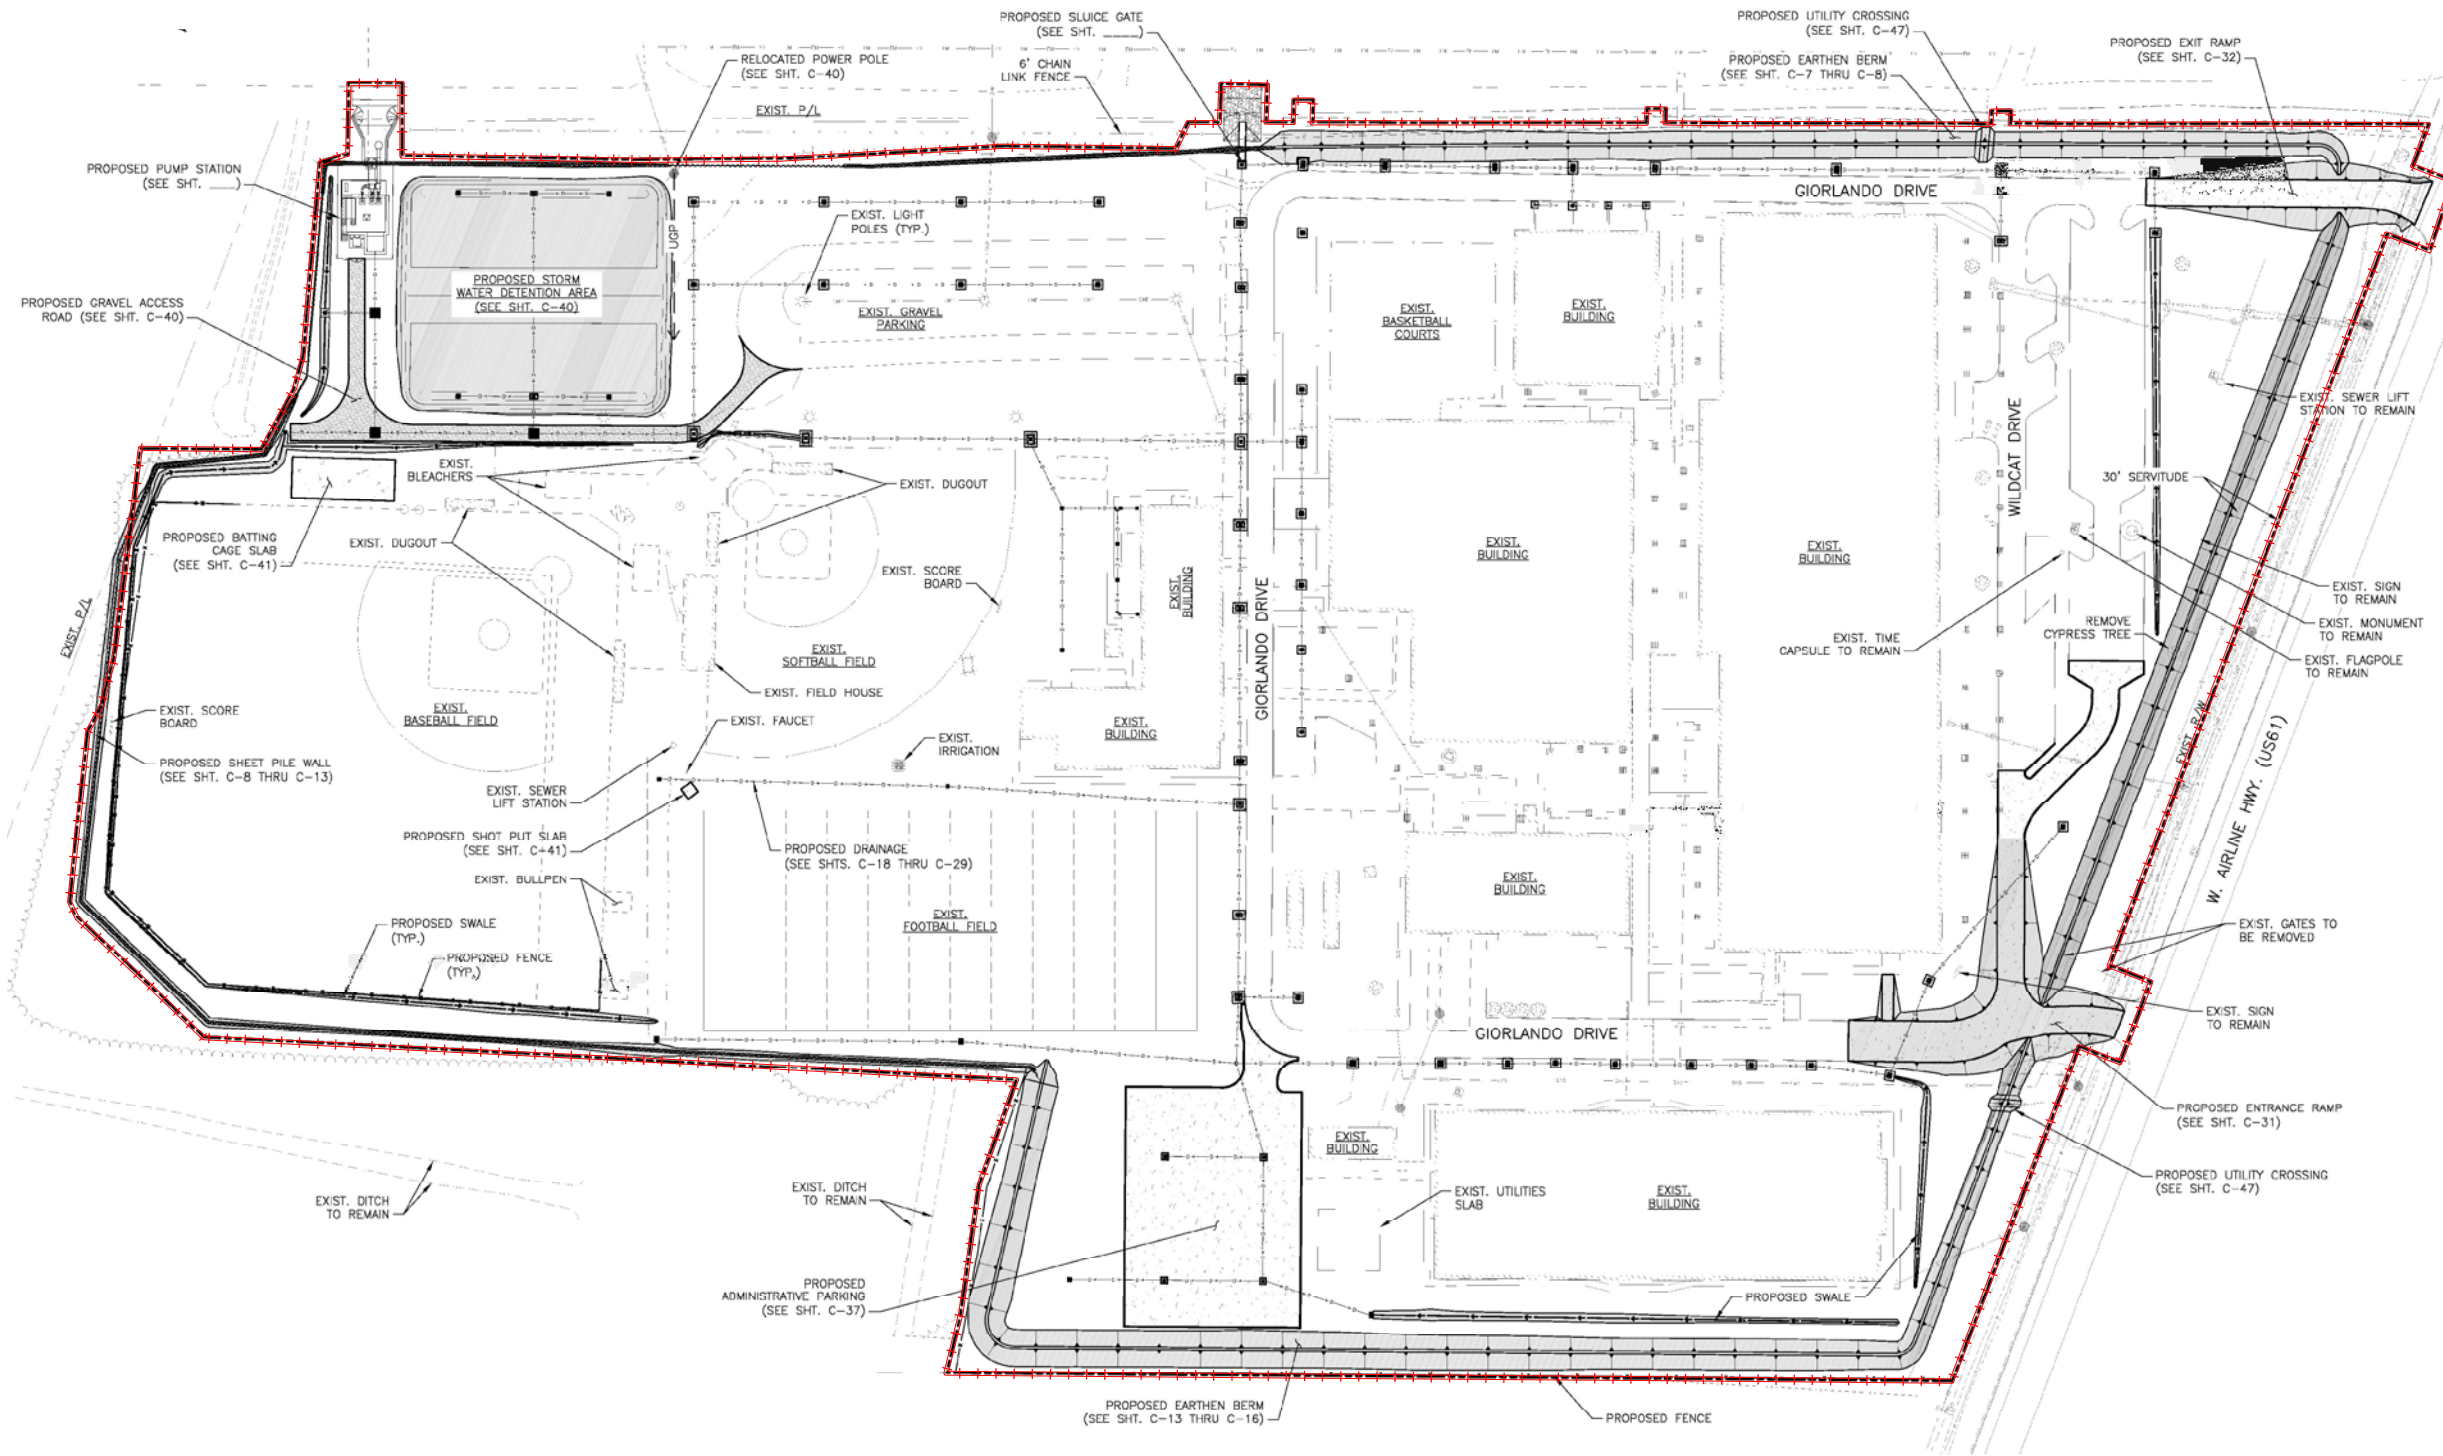 PROPOSED SLUICE GATE
(SEE SHT. ____)
PROPOSED UTILITY CROSSING
(SEE SHT. C-47)
PROPOSED EXIT RAMP
(SEE SHT. C-32)
RELOCATED POWER POLE
(SEE SHT. C-40)
6' CHAIN
LINK FENCE
PROPOSED EARTHEN BERM
(SEE SHT. C-7 THRU C-8)
EXIST. P/L
PROPOSED PUMP STATION
(SEE SHT. ____)
GIORLANDO DRIVE
EXIST. LIGHT
POLES (TYP.)
UGP
PROPOSED STORM
WATER DETENTION AREA
(SEE SHT. C-40)
PROPOSED GRAVEL ACCESS
ROAD (SEE SHT. C-40)
EXIST. GRAVEL
PARKING
EXIST.
BASKETBALL
COURTS
EXIST.
BUILDING
EXIST. SEWER LIFT
STATION TO REMAIN
WILDCAT DRIVE
EXIST.
BLEACHERS
EXIST. DUGOUT
30' SERVITUDE
PROPOSED BATTING
CAGE SLAB
(SEE SHT. C-41)
EXIST. DUGOUT
EXIST.
BUILDING
EXIST.
BUILDING
EXIST. SCORE
BOARD
EXIST.
BUILDING
EXIST. SIGN
TO REMAIN
EXIST. P/L
GIORLANDO DRIVE
REMOVE
CYPRESS TREE
EXIST. MONUMENT
TO REMAIN
EXIST. TIME
CAPSULE TO REMAIN
EXIST.
SOFTBALL FIELD
EXIST. FLAGPOLE
TO REMAIN
EXIST. FIELD HOUSE
EXIST. SCORE
BOARD
EXIST.
BASEBALL FIELD
EXIST. FAUCET
EXIST.
BUILDING
EXIST.
IRRIGATION
EXIST. R/W
W. AIRLINE HWY. (US61)
PROPOSED SHEET PILE WALL
(SEE SHT. C-8 THRU C-13)
EXIST. SEWER
LIFT STATION
PROPOSED SHOT PUT SLAB
(SEE SHT. C-41)
PROPOSED DRAINAGE
(SEE SHTS. C-18 THRU C-29)
EXIST. BULLPEN
EXIST.
BUILDING
EXIST.
FOOTBALL FIELD
PROPOSED SWALE
(TYP.)
EXIST. GATES TO
BE REMOVED
PROPOSED FENCE
(TYP.)
EXIST. SIGN
TO REMAIN
GIORLANDO DRIVE
PROPOSED ENTRANCE RAMP
(SEE SHT. C-31)
EXIST.
BUILDING
PROPOSED UTILITY CROSSING
(SEE SHT. C-47)
EXIST. DITCH
TO REMAIN
EXIST. DITCH
TO REMAIN
EXIST. UTILITIES
SLAB
EXIST.
BUILDING
PROPOSED
ADMINISTRATIVE PARKING
(SEE SHT. C-37)
PROPOSED SWALE
PROPOSED EARTHEN BERM
(SEE SHT. C-13 THRU C-16)
PROPOSED FENCE